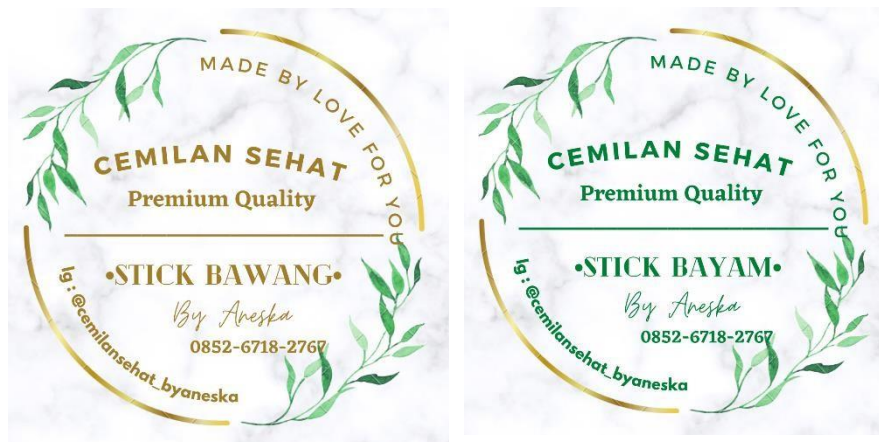 MADE BY LOVE FOR YOU
CEMILAN SEHAT
Premium Quality
•STICK BAWANG•
By Aneska
0852-6718-2767
Ig : @cemilansehat_byaneska
MADE BY LOVE FOR YOU
CEMILAN SEHAT
Premium Quality
•STICK BAYAM•
By Aneska
0852-6718-2767
Ig : @cemilansehat_byaneska